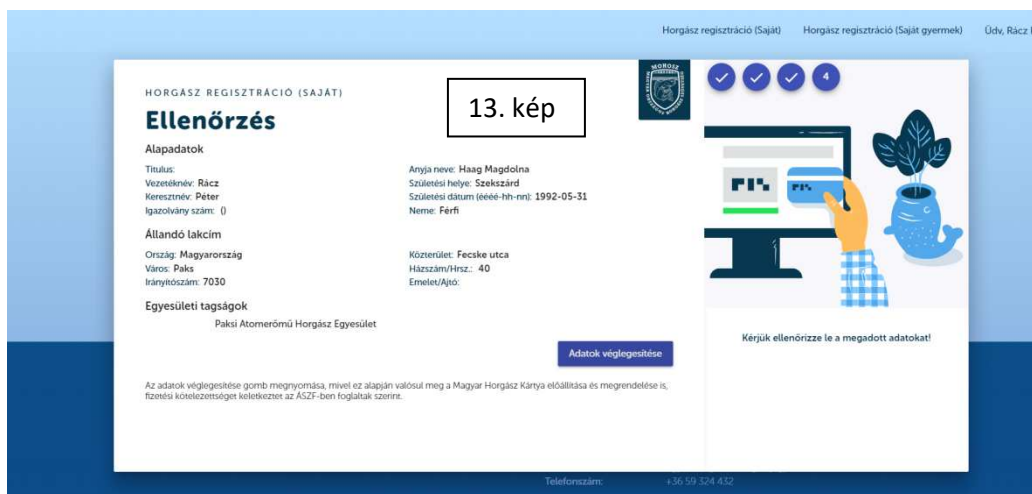 Horgász regisztráció (Saját) Horgász regisztráció (Saját gyermek) Üdv, Rácz
MOHOSZ
HORGÁSZ REGISZTRÁCIÓ (SAJÁT)
13. kép
4
Ellenőrzés
Alapadatok
Titulus:
Vezetéknév: Rácz
Keresztnév: Péter
Igazolvány szám: ()
Anyja neve: Haag Magdolna
Születési helye: Szekszárd
Születési dátum (éééé-hh-nn): 1992-05-31
Neme: Férfi
Állandó lakcím
Ország: Magyarország
Város: Paks
Irányítószám: 7030
Közterület: Fecske utca
Házszám/Hrsz.: 40
Emelet/Ajtó:
Egyesületi tagságok
Paksi Atomerőmű Horgász Egyesület
Kérjük ellenőrizze le a megadott adatokat!
Adatok véglegesítése
Az adatok véglegesítése gomb megnyomása, mivel ez alapján valósul meg a Magyar Horgász Kártya előállítása és megrendelése is,
fizetési kötelezettséget keletkeztet az ÁSZF-ben foglaltak szerint.
Telefonszám: +36 59 324 432